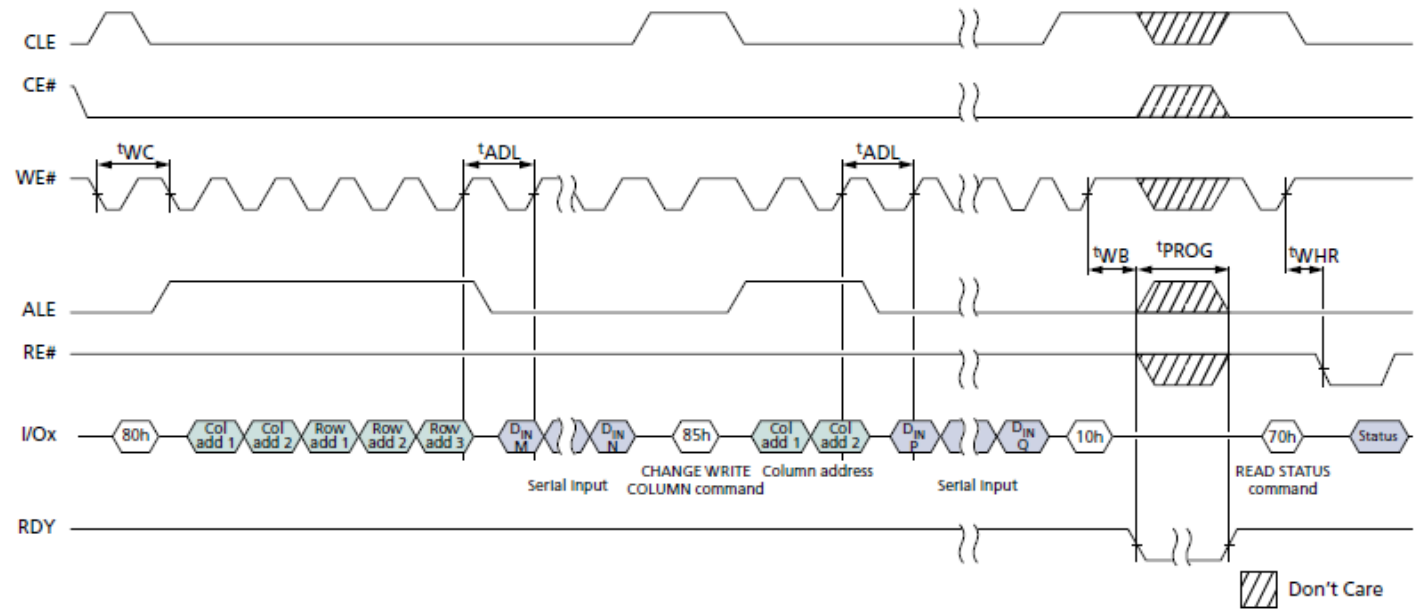 CLE
CE#
tWC
tADL
tADL
WE#
tWB
tPROG
tWHR
ALE
RE#
I/Ox
80h
Col add 1
Col add 2
Row add 1
Row add 2
Row add 3
DIN M
DIN N
85h
Col add 1
Col add 2
DIN P
DIN Q
10h
70h
Status
Serial input
CHANGE WRITE
COLUMN command
Column address
Serial input
READ STATUS
command
RDY
Don't Care